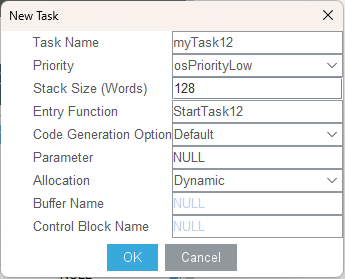 New Task
Task Name myTask12
Priority osPriorityLow
Stack Size (Words) 128
Entry Function StartTask12
Code Generation Option Default
Parameter NULL
Allocation Dynamic
Buffer Name NULL
Control Block Name NULL
OK Cancel
NULL